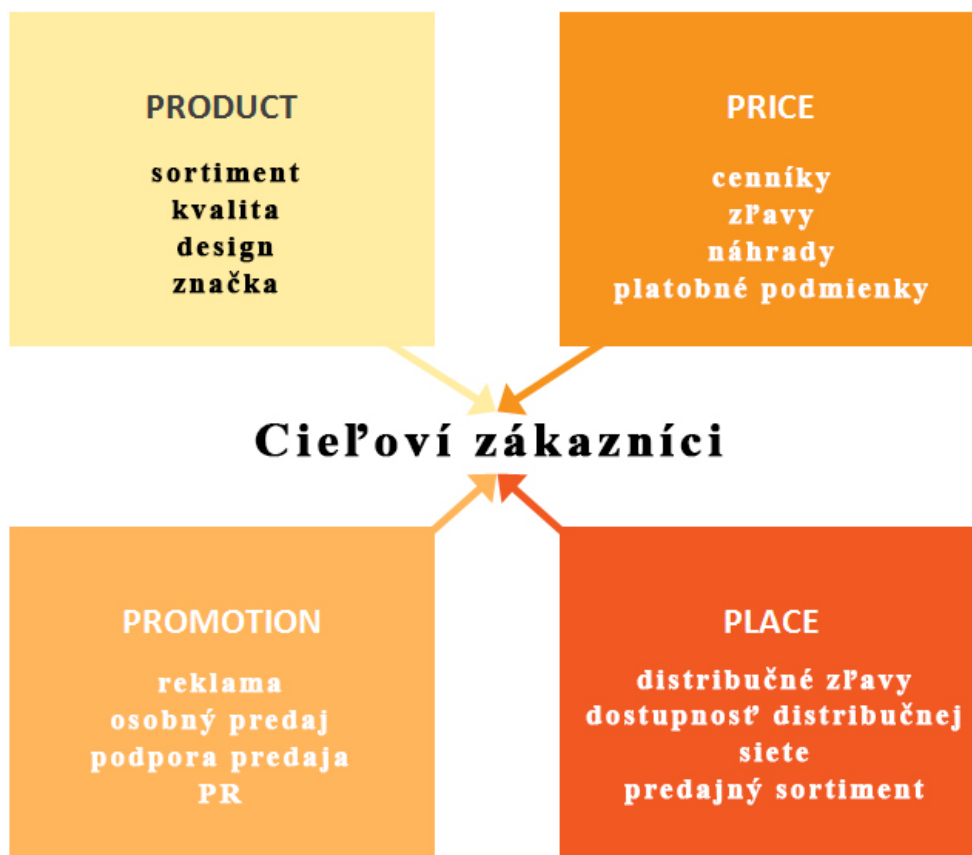 PRODUCT
sortiment
kvalita
design
značka
PRICE
cenníky
zľavy
náhrady
platobné podmienky
Cieľoví zákazníci
PROMOTION
reklama
osobný predaj
podpora predaja
PR
PLACE
distribučné zľavy
dostupnosť distribučnej
siete
predajný sortiment